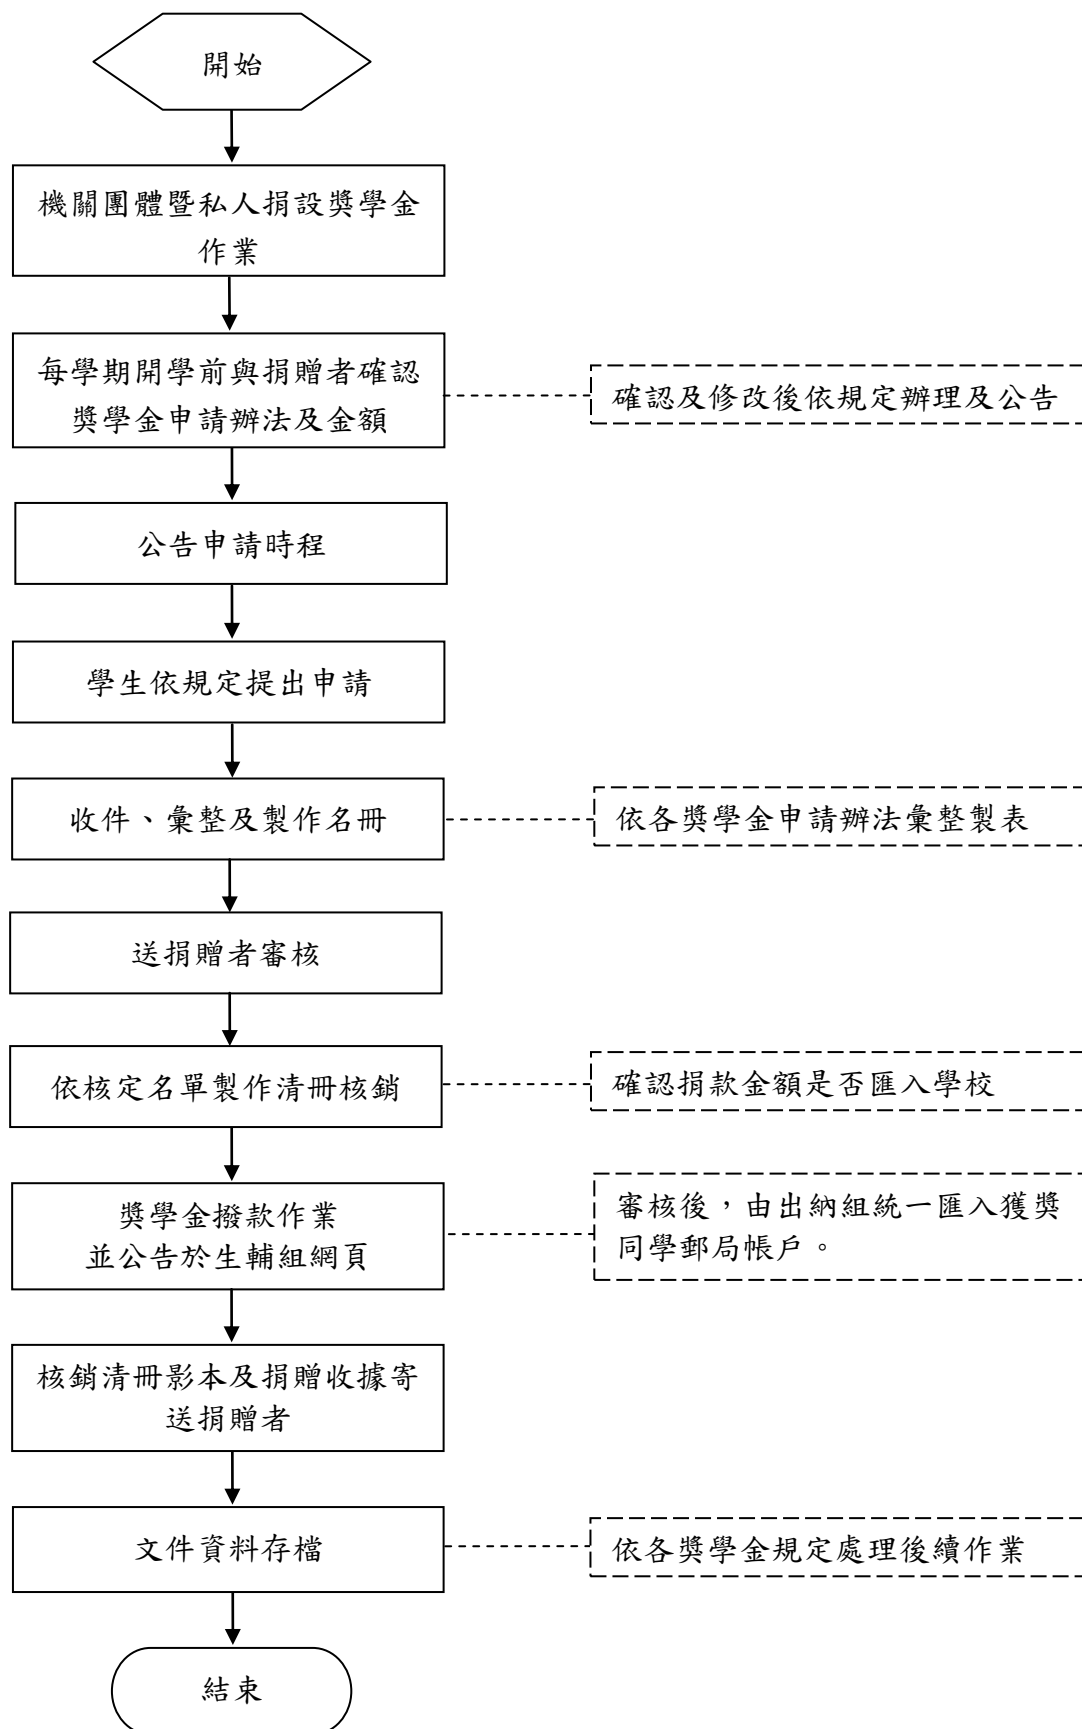 開始
機關團體暨私人捐設獎學金
作業
每學期開學前與捐贈者確認
獎學金申請辦法及金額
確認及修改後依規定辦理及公告
公告申請時程
學生依規定提出申請
收件、彙整及製作名冊
依各獎學金申請辦法彙整製表
送捐贈者審核
依核定名單製作清冊核銷
確認捐款金額是否匯入學校
獎學金撥款作業
並公告於生輔組網頁
審核後，由出納組統一匯入獲獎
同學郵局帳戶。
核銷清冊影本及捐贈收據寄
送捐贈者
文件資料存檔
依各獎學金規定處理後續作業
結束